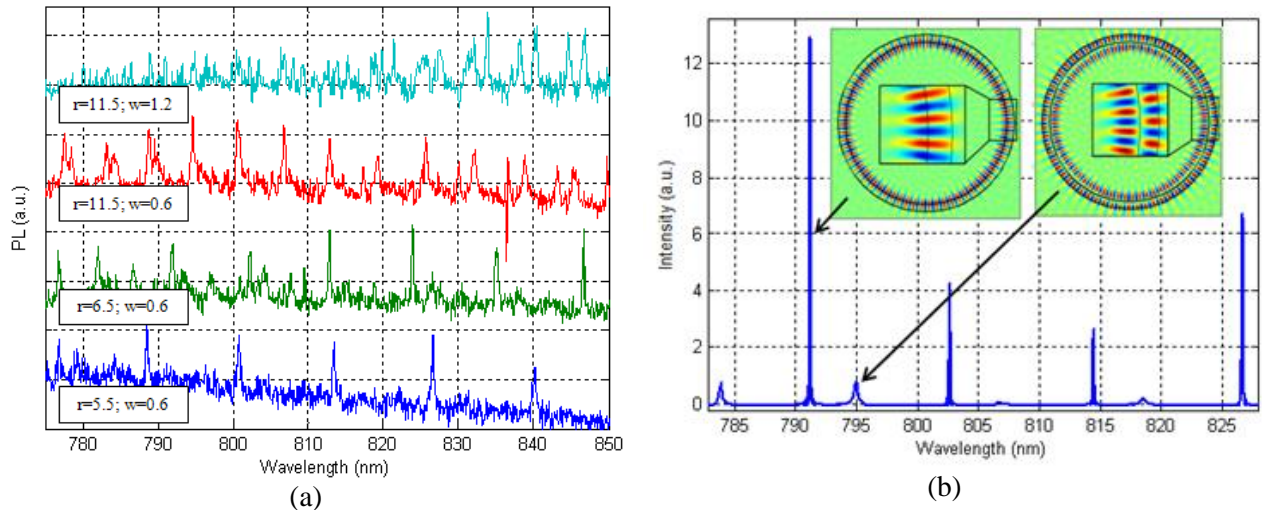 PL (a.u.)
r=11.5; w=1.2
r=11.5; w=0.6
r=6.5; w=0.6
r=5.5; w=0.6
780 790 800 810 820 830 840 850
Wavelength (nm)
(a)
Intensity (a.u.)
12
10
8
6
4
2
0
785 790 795 800 805 810 815 820 825
Wavelength (nm)
(b)